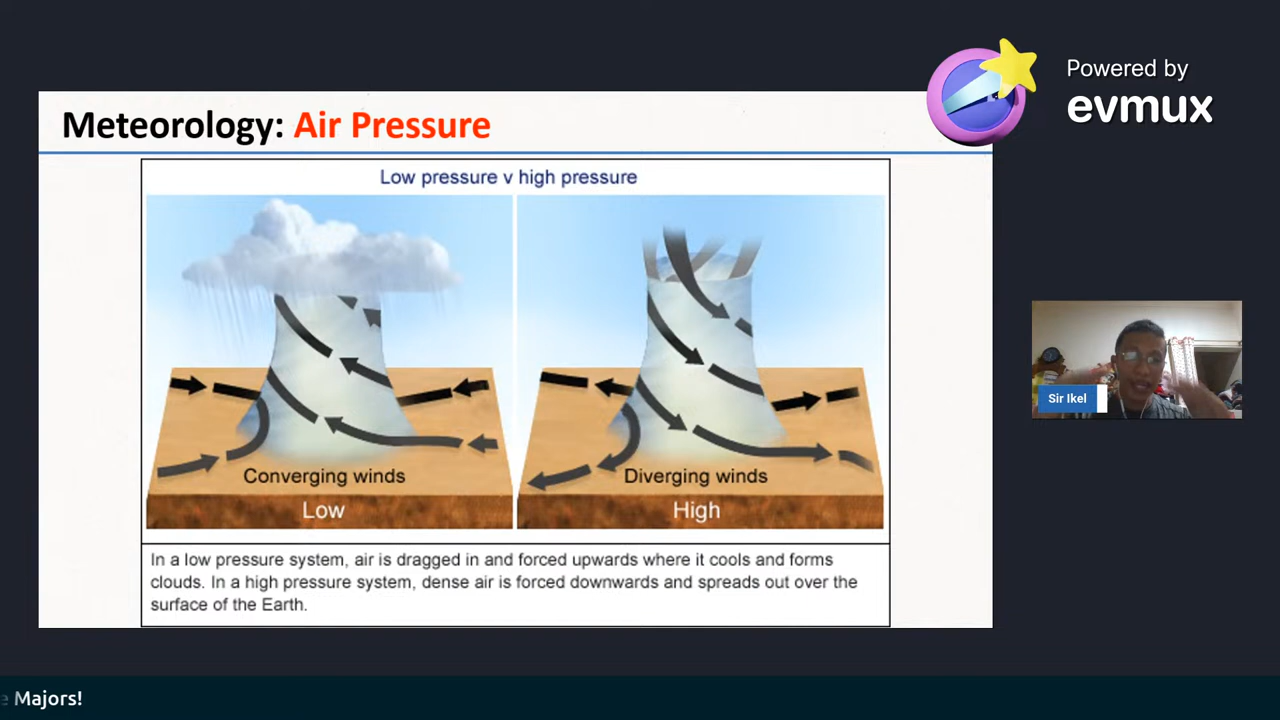 Powered by
evmux
Meteorology: Air Pressure
Low pressure v high pressure
Converging winds
Low
Diverging winds
High
In a low pressure system, air is dragged in and forced upwards where it cools and forms
clouds. In a high pressure system, dense air is forced downwards and spreads out over the
surface of the Earth.
Sir Ikel
Majors!